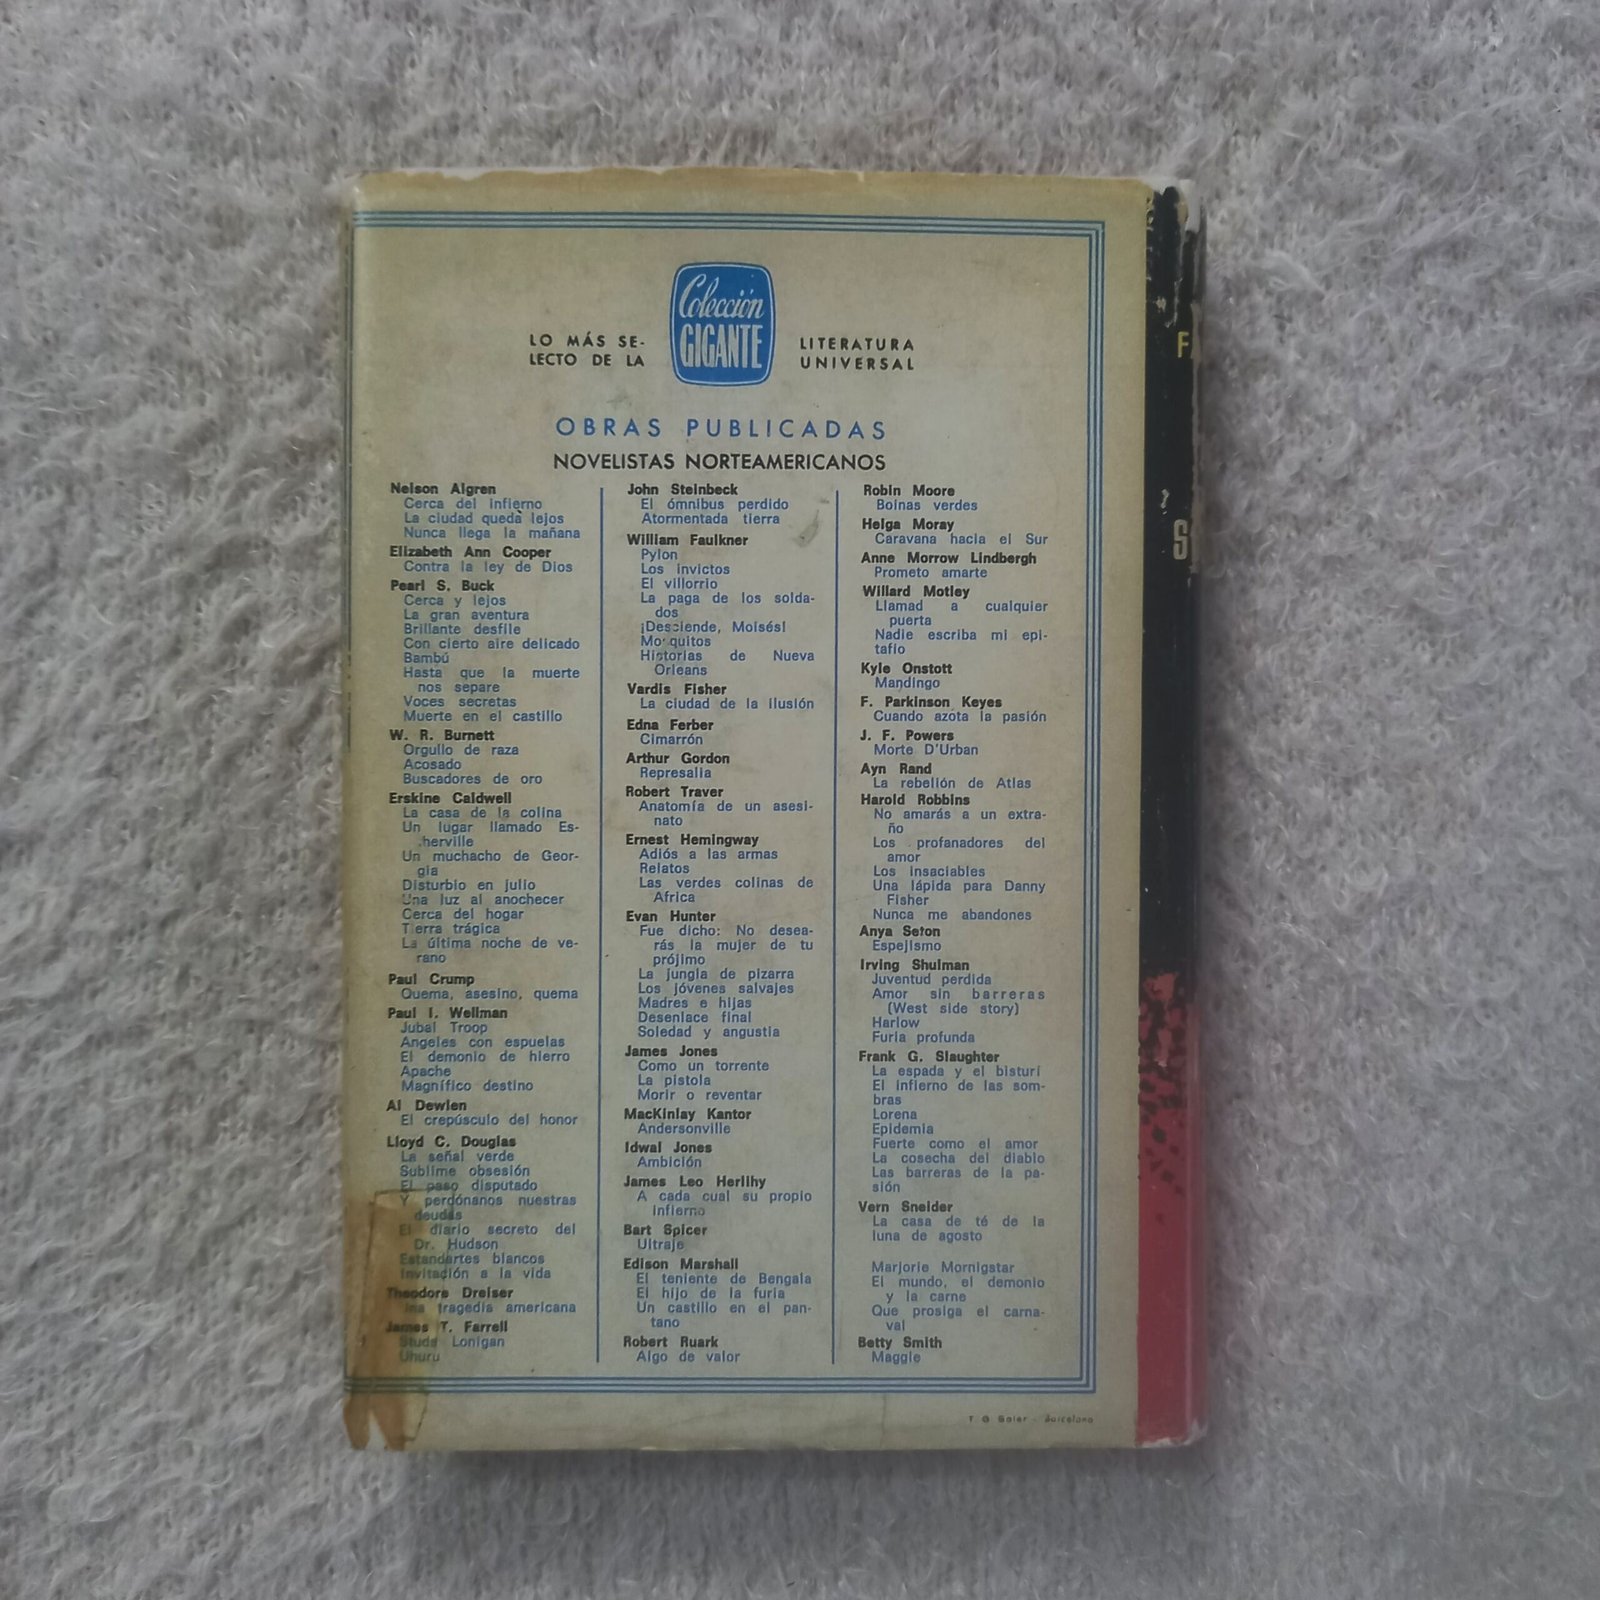 LO MÁS SE-
LECTO DE LA
Colección
GIGANTE
LITERATURA
UNIVERSAL
OBRAS PUBLICADAS
NOVELISTAS NORTEAMERICANOS
Nelson Algren
Cerca del infierno
La ciudad queda lejos
Nunca llega la mañana
Elizabeth Ann Cooper
Contra la ley de Dios
Pearl S. Buck
Cerca y lejos
La gran aventura
Brillante desfile
Con cierto aire delicado
Bambú
Hasta que la muerte
nos separe
Voces secretas
Muerte en el castillo
W. R. Burnett
Orgullo de raza
Acosado
Buscadores de oro
Erskine Caldwell
La casa de la colina
Un lugar llamado Es-
herville
Un muchacho de Geor-
gia
Disturbio en julio
Una luz al anochecer
Cerca del hogar
Tierra trágica
La última noche de ve-
rano
Paul Crump
Quema, asesino, quema
Paul I. Wellman
Jubal Troop
Angeles con espuelas
El demonio de hierro
Apache
Magnífico destino
Al Dewlen
El crepúsculo del honor
Lloyd C. Douglas
La señal verde
Sublime obsesión
El paso disputado
Y perdónanos nuestras
deudas
El diario secreto del
Dr. Hudson
Estandartes blancos
Invitación a la vida
Theodore Dreiser
Una tragedia americana
James T. Farrell
Studs Lonigan
Uhuru
John Steinbeck
El ómnibus perdido
Atormentada tierra
William Faulkner
Pylon
Los invictos
El villorrio
La paga de los solda-
dos
¡Desciende, Moisés!
Mosquitos
Historias de Nueva
Orleans
Vardis Fisher
La ciudad de la ilusión
Edna Ferber
Cimarrón
Arthur Gordon
Represalia
Robert Traver
Anatomía de un asesi-
nato
Ernest Hemingway
Adiós a las armas
Relatos
Las verdes colinas de
Africa
Evan Hunter
Fue dicho: No desea-
rás la mujer de tu
prójimo
La jungla de pizarra
Los jóvenes salvajes
Madres e hijas
Desenlace final
Soledad y angustia
James Jones
Como un torrente
La pistola
Morir o reventar
MacKinlay Kantor
Andersonville
Idwal Jones
Ambición
James Leo Herlihy
A cada cual su propio
infierno
Bart Spicer
Ultraje
Edison Marshall
El teniente de Bengala
El hijo de la furia
Un castillo en el pan-
tano
Robert Ruark
Algo de valor
Robin Moore
Boinas verdes
Helga Moray
Caravana hacia el Sur
Anne Morrow Lindbergh
Prometo amarte
Willard Motley
Llamad a cualquier
puerta
Nadie escriba mi epi-
tafio
Kyle Onstott
Mandingo
F. Parkinson Keyes
Cuando azota la pasión
J. F. Powers
Morte D'Urban
Ayn Rand
La rebelión de Atlas
Harold Robbins
No amarás a un extra-
ño
Los profanadores del
amor
Los insaciables
Una lápida para Danny
Fisher
Nunca me abandones
Anya Seton
Espejismo
Irving Shulman
Juventud perdida
Amor sin barreras
(West side story)
Harlow
Furia profunda
Frank G. Slaughter
La espada y el bisturí
El infierno de las som-
bras
Lorena
Epidemia
Fuerte como el amor
La cosecha del diablo
Las barreras de la pa-
sión
Vern Sneider
La casa de té de la
luna de agosto
Marjorie Mornigstar
El mundo, el demonio
y la carne
Que prosiga el carna-
val
Betty Smith
Maggie
T G Soler - Barcelona